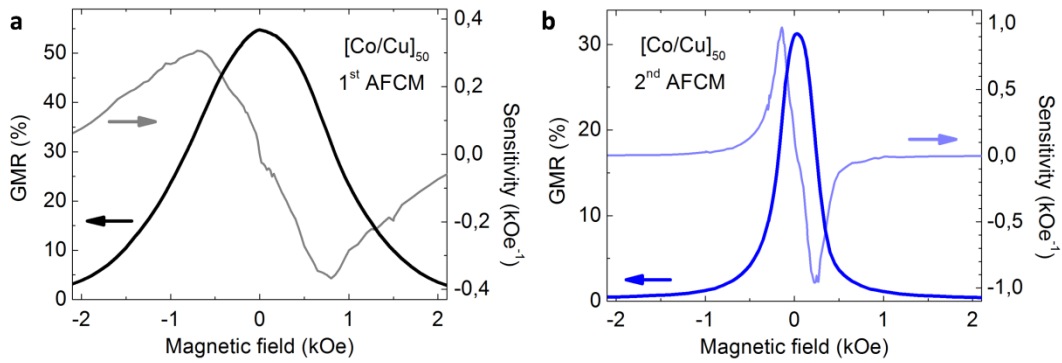 a
[Co/Cu]50
1st AFCM
GMR (%)
50
40
30
20
10
0
Sensitivity (kOe-1)
0,4
0,2
0,0
-0,2
-0,4
-2
-1
0
1
2
Magnetic field (kOe)
b
[Co/Cu]50
2nd AFCM
GMR (%)
30
20
10
0
Sensitivity (kOe-1)
1,0
0,5
0,0
-0,5
-1,0
-2
-1
0
1
2
Magnetic field (kOe)